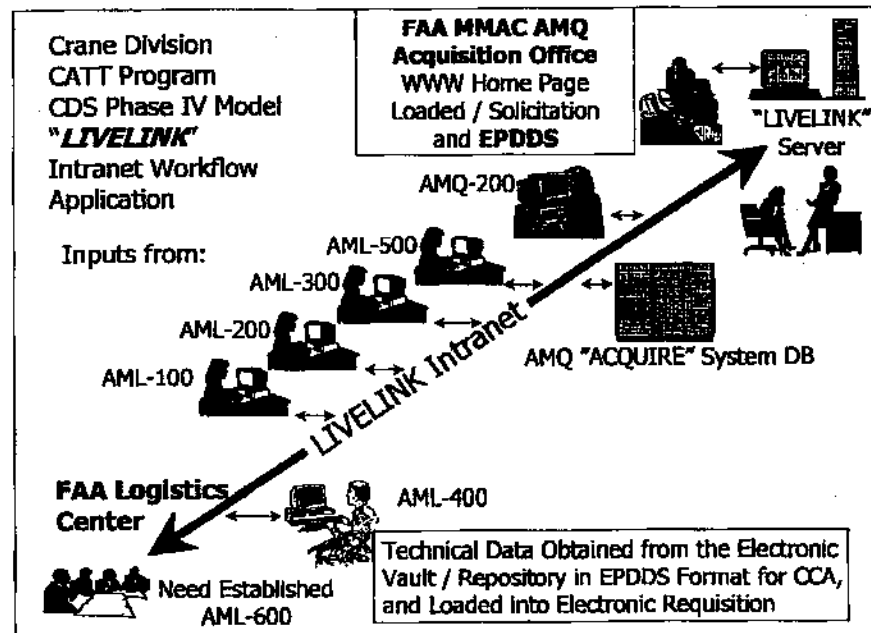 Crane Division
CATT Program
CDS Phase IV Model
"LIVELINK"
Intranet Workflow
Application
Inputs from:
FAA MMAC AMQ
Acquisition Office
WWW Home Page
Loaded / Solicitation
and EPDDS
"LIVELINK"
Server
AMQ-200
AML-500
AML-300
AML-200
AML-100
LIVELINK Intranet
AMQ "ACQUIRE" System DB
FAA Logistics
Center
AML-400
Need Established
AML-600
Technical Data Obtained from the Electronic
Vault / Repository in EPDDS Format for CCA,
and Loaded into Electronic Requisition